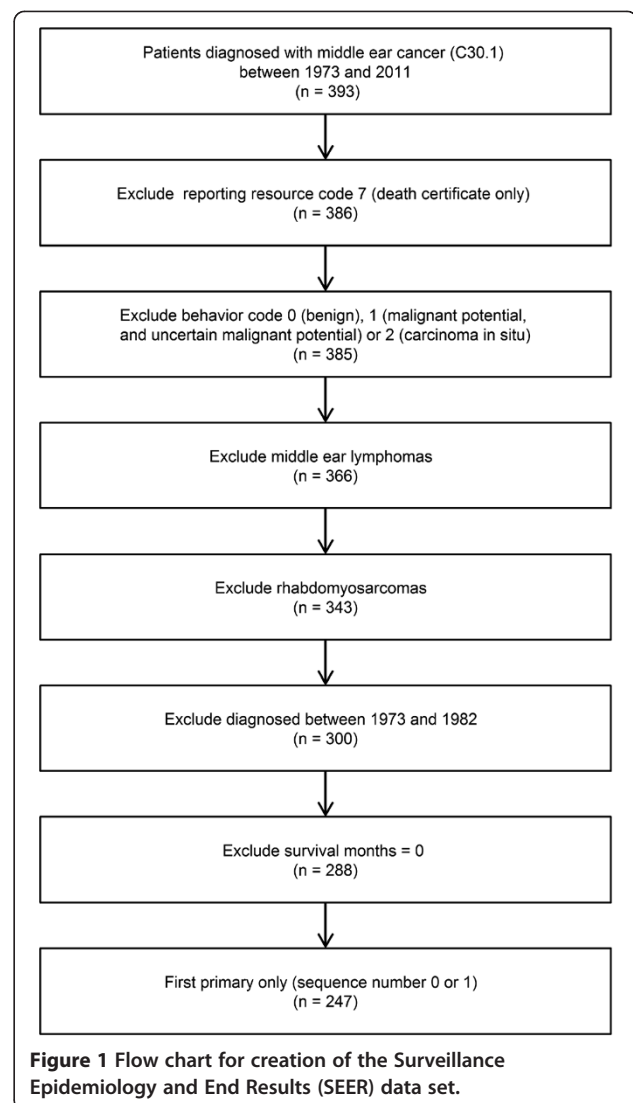 Patients diagnosed with middle ear cancer (C30.1)
between 1973 and 2011
(n = 393)
Exclude reporting resource code 7 (death certificate only)
(n = 386)
Exclude behavior code 0 (benign), 1 (malignant potential,
and uncertain malignant potential) or 2 (carcinoma in situ)
(n = 385)
Exclude middle ear lymphomas
(n = 366)
Exclude rhabdomyosarcomas
(n = 343)
Exclude diagnosed between 1973 and 1982
(n = 300)
Exclude survival months = 0
(n = 288)
First primary only (sequence number 0 or 1)
(n = 247)
Figure 1 Flow chart for creation of the Surveillance
Epidemiology and End Results (SEER) data set.